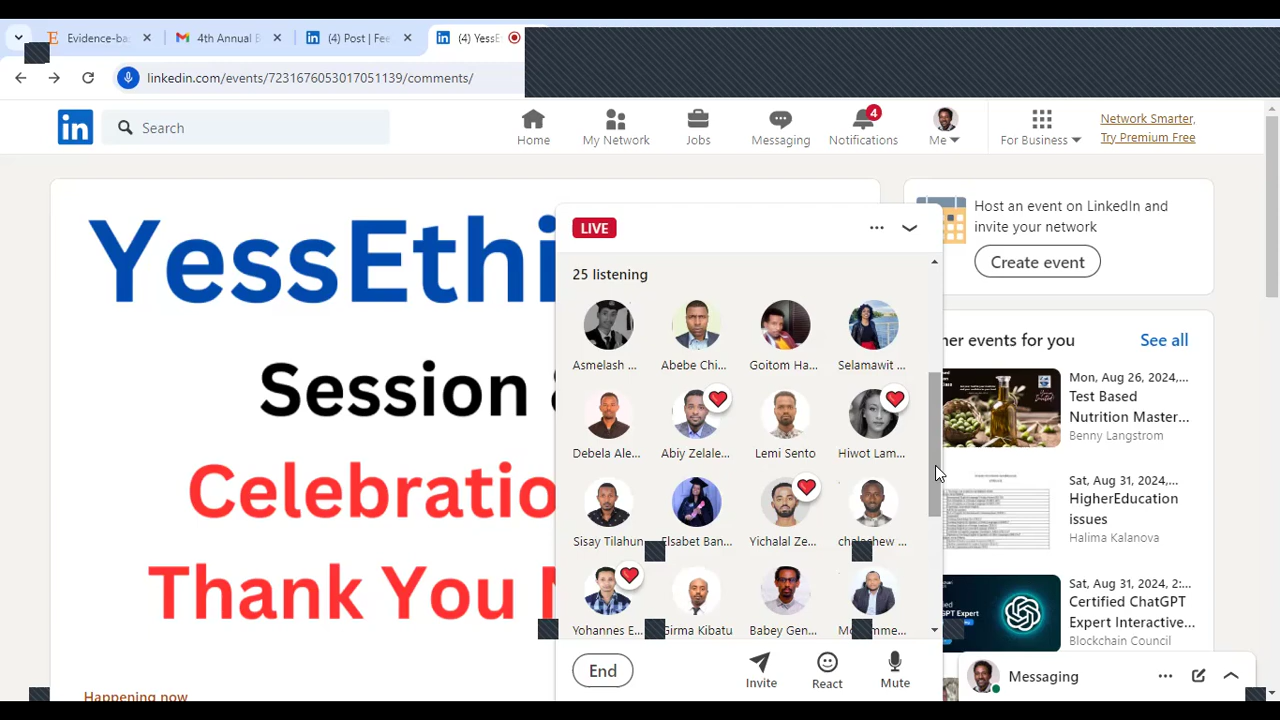 Evidence-ba
4th Annual B
(4) Post | Fee
(4) YessE
linkedin.com/events/7231676053017051139/comments/
in
Search
Home
My Network
Jobs
Messaging
4
Notifications
Me
For Business
Network Smarter,
Try Premium Free
YessEthi
Session 8
Celebratio
Thank You
Happening now
LIVE
25 listening
Asmelash ...
Abebe Chi...
Goitom Ha...
Selamawit ...
Debela Ale...
Abiy Zelale...
Lemi Sento
Hiwot Lam...
Sisay Tilahun
Elsabet Ban...
Yichalal Ze...
chalachew ...
Yohannes E...
Girma Kibatu
Babey Gen...
End
Invite
React
Mute
Host an event on LinkedIn and
invite your network
Create event
her events for you
See all
Mon, Aug 26, 2024,...
Test Based
Nutrition Master...
Benny Langstrom
Sat, Aug 31, 2024,...
HigherEducation
issues
Halima Kalanova
Sat, Aug 31, 2024, 2:...
Certified ChatGPT
Expert Interactive...
Blockchain Council
Messaging